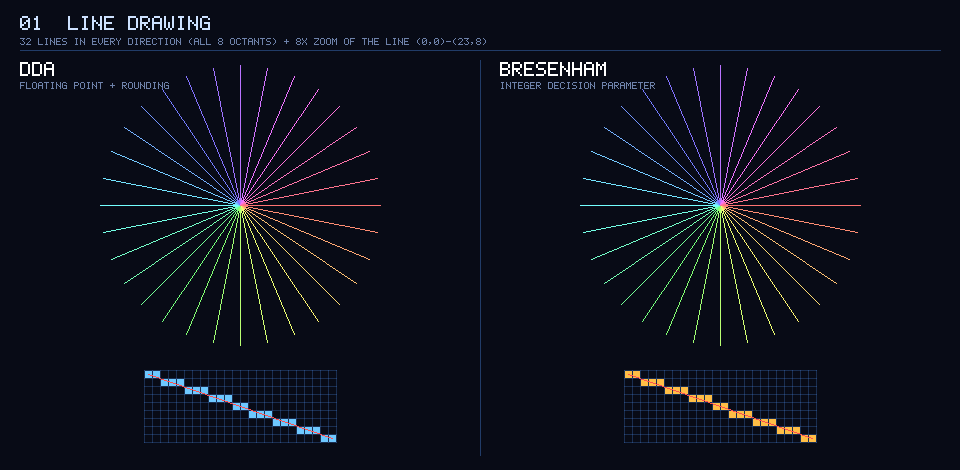 01 LINE DRAWING
32 LINES IN EVERY DIRECTION (ALL 8 OCTANTS) + 8X ZOOM OF THE LINE (0,0)-(23,8)
DDA
FLOATING POINT + ROUNDING
BRESENHAM
INTEGER DECISION PARAMETER